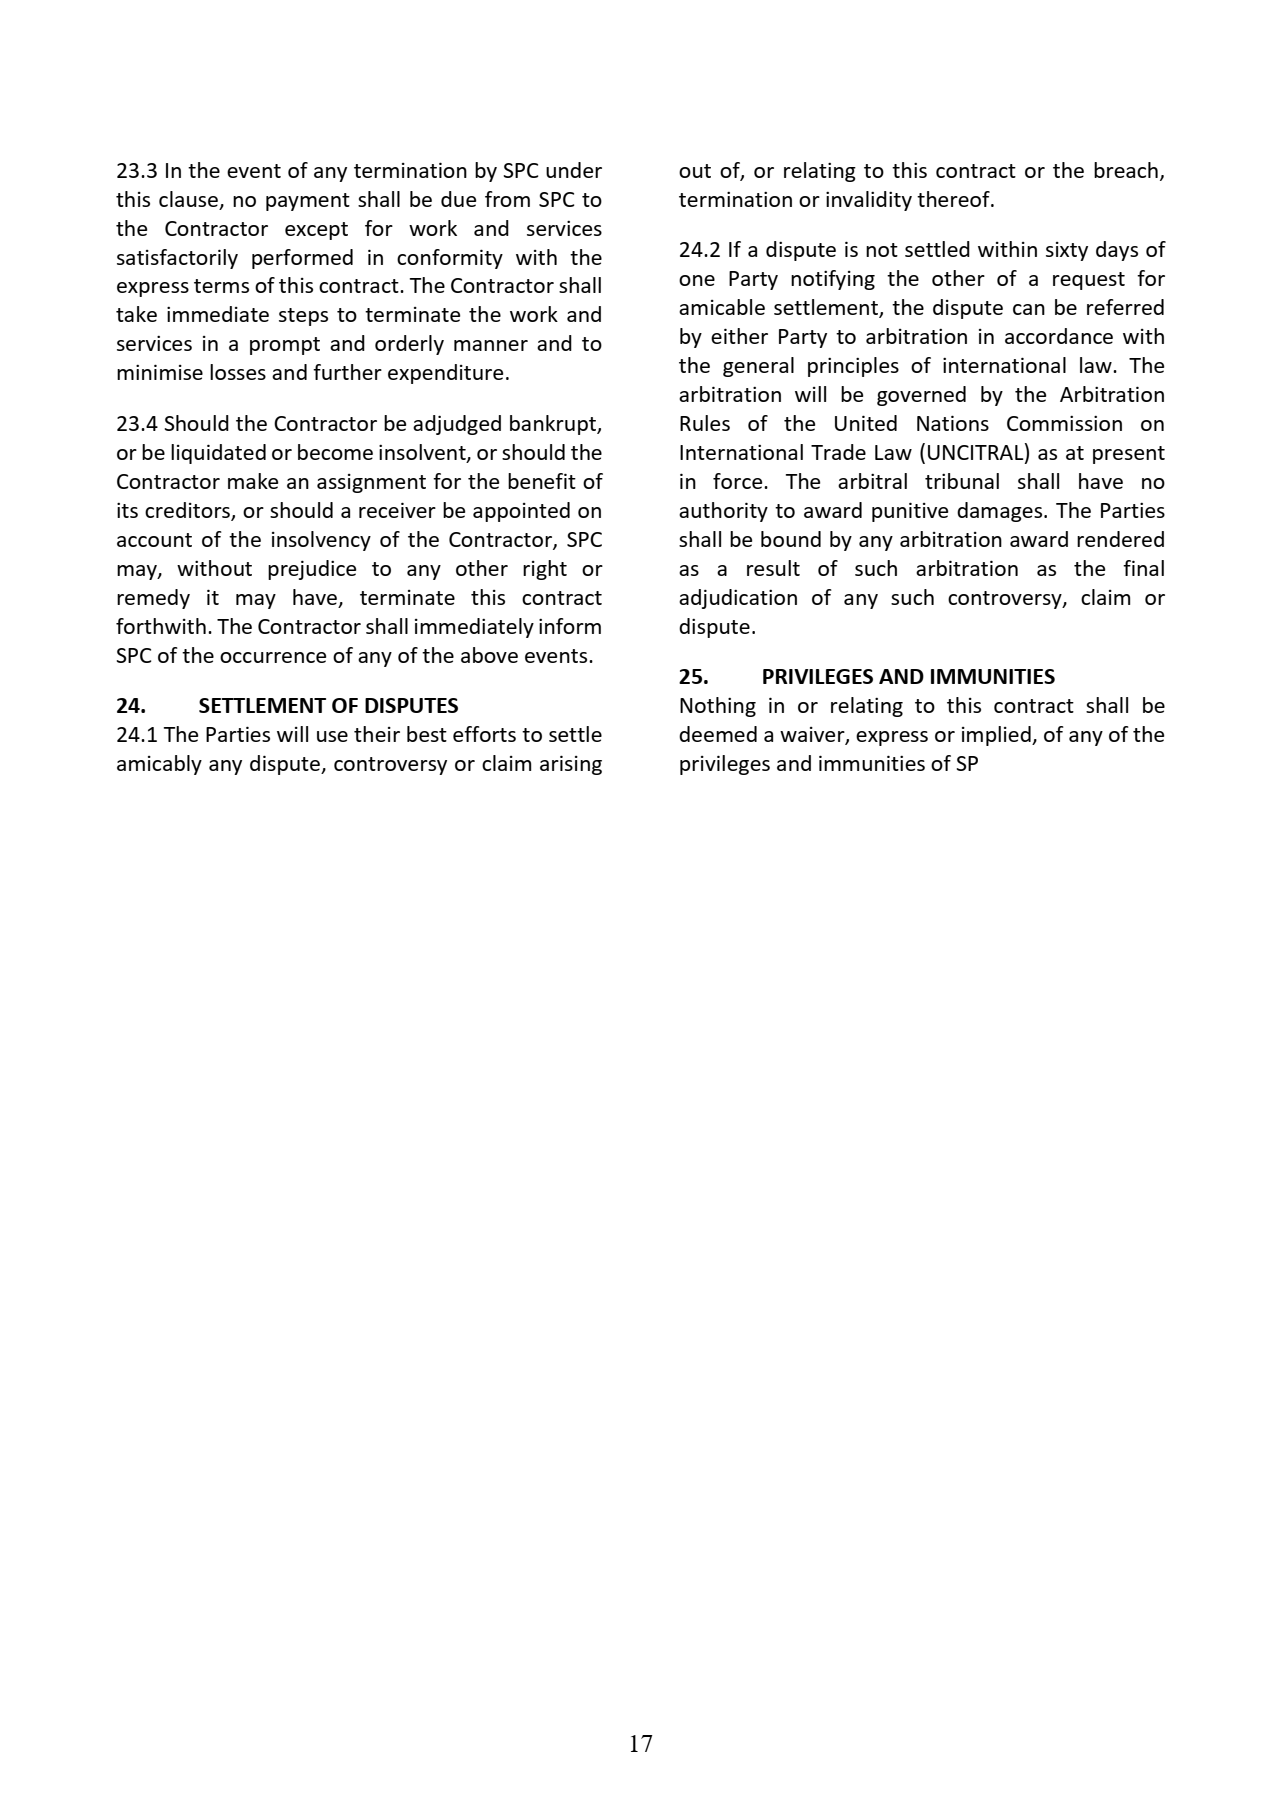 23.3 In the event of any termination by SPC under
this clause, no payment shall be due from SPC to
the Contractor except for work and services
satisfactorily performed in conformity with the
express terms of this contract. The Contractor shall
take immediate steps to terminate the work and
services in a prompt and orderly manner and to
minimise losses and further expenditure.
23.4 Should the Contractor be adjudged bankrupt,
or be liquidated or become insolvent, or should the
Contractor make an assignment for the benefit of
its creditors, or should a receiver be appointed on
account of the insolvency of the Contractor, SPC
may, without prejudice to any other right or
remedy it may have, terminate this contract
forthwith. The Contractor shall immediately inform
SPC of the occurrence of any of the above events.
24. SETTLEMENT OF DISPUTES
24.1 The Parties will use their best efforts to settle
amicably any dispute, controversy or claim arising
out of, or relating to this contract or the breach,
termination or invalidity thereof.
24.2 If a dispute is not settled within sixty days of
one Party notifying the other of a request for
amicable settlement, the dispute can be referred
by either Party to arbitration in accordance with
the general principles of international law. The
arbitration will be governed by the Arbitration
Rules of the United Nations Commission on
International Trade Law (UNCITRAL) as at present
in force. The arbitral tribunal shall have no
authority to award punitive damages. The Parties
shall be bound by any arbitration award rendered
as a result of such arbitration as the final
adjudication of any such controversy, claim or
dispute.
25. PRIVILEGES AND IMMUNITIES
Nothing in or relating to this contract shall be
deemed a waiver, express or implied, of any of the
privileges and immunities of SP
17